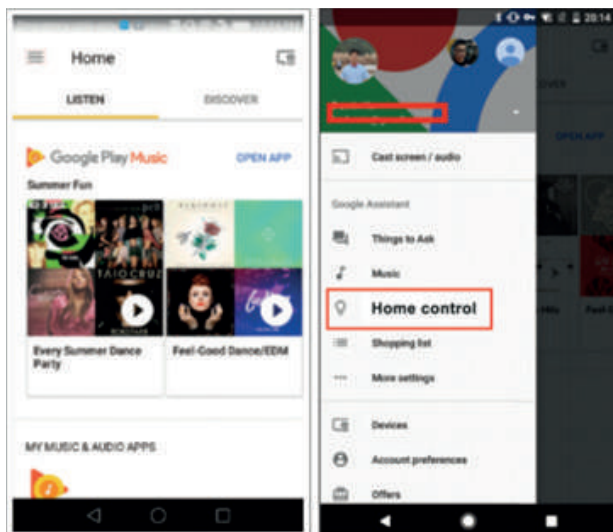 Home
LISTEN
DISCOVER
Google Play Music
OPEN APP
Summer Fun
TAIO CRUZ
Every Summer Dance
Party
Feel-Good Dance/EDM
MY MUSIC & AUDIO APPS
20:14
Cast screen / audio
Google Assistant
Things to Ask
Music
Home control
Shopping list
More settings
Devices
Account preferences
Offers
OPEN APP